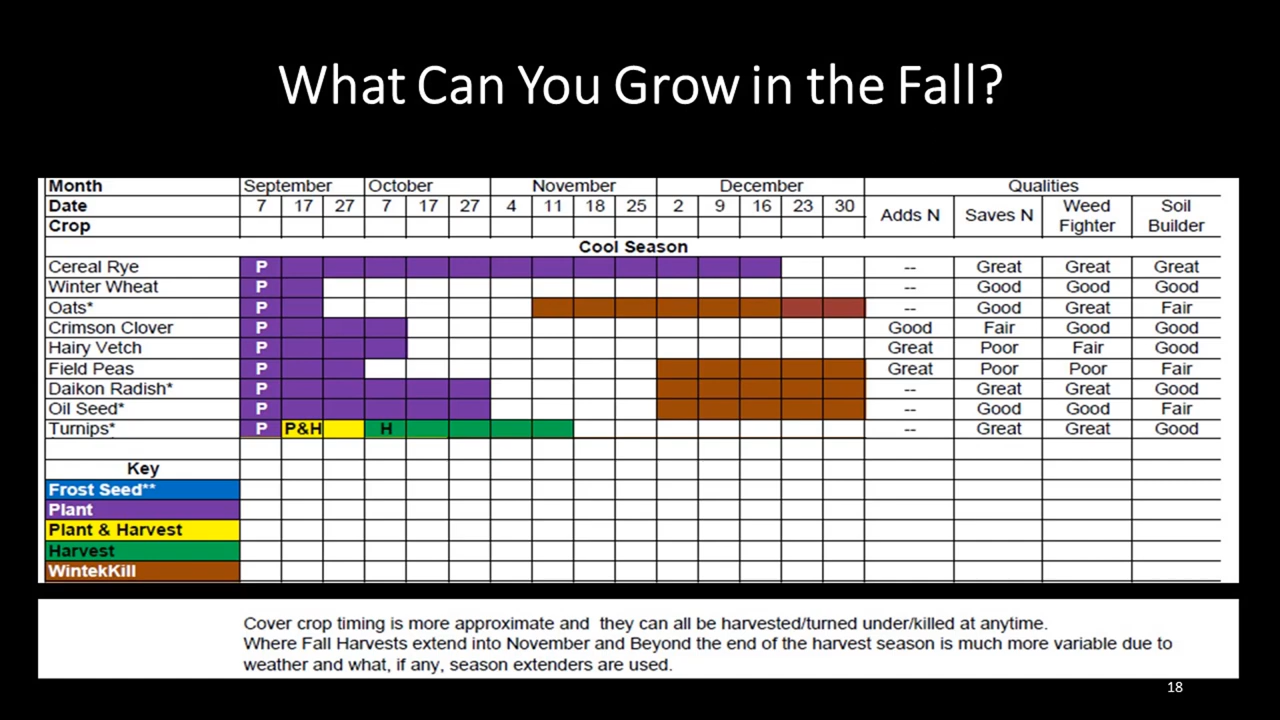 What Can You Grow in the Fall?
Month September October November December Qualities
Date 7 17 27 7 17 27 4 11 18 25 2 9 16 23 30 Adds N Saves N Weed Fighter Soil Builder
Crop
Cool Season
Cereal Rye P -- Great Great Great
Winter Wheat P -- Good Good Good
Oats* P -- Good Great Fair
Crimson Clover P Good Fair Good Good
Hairy Vetch P Great Poor Fair Good
Field Peas P Great Poor Poor Fair
Daikon Radish* P -- Great Great Good
Oil Seed* P -- Good Good Fair
Turnips* P P&H H -- Great Great Good
Key
Frost Seed**
Plant
Plant & Harvest
Harvest
WintekKill
Cover crop timing is more approximate and they can all be harvested/turned under/killed at anytime.
Where Fall Harvests extend into November and Beyond the end of the harvest season is much more variable due to
weather and what, if any, season extenders are used.
18